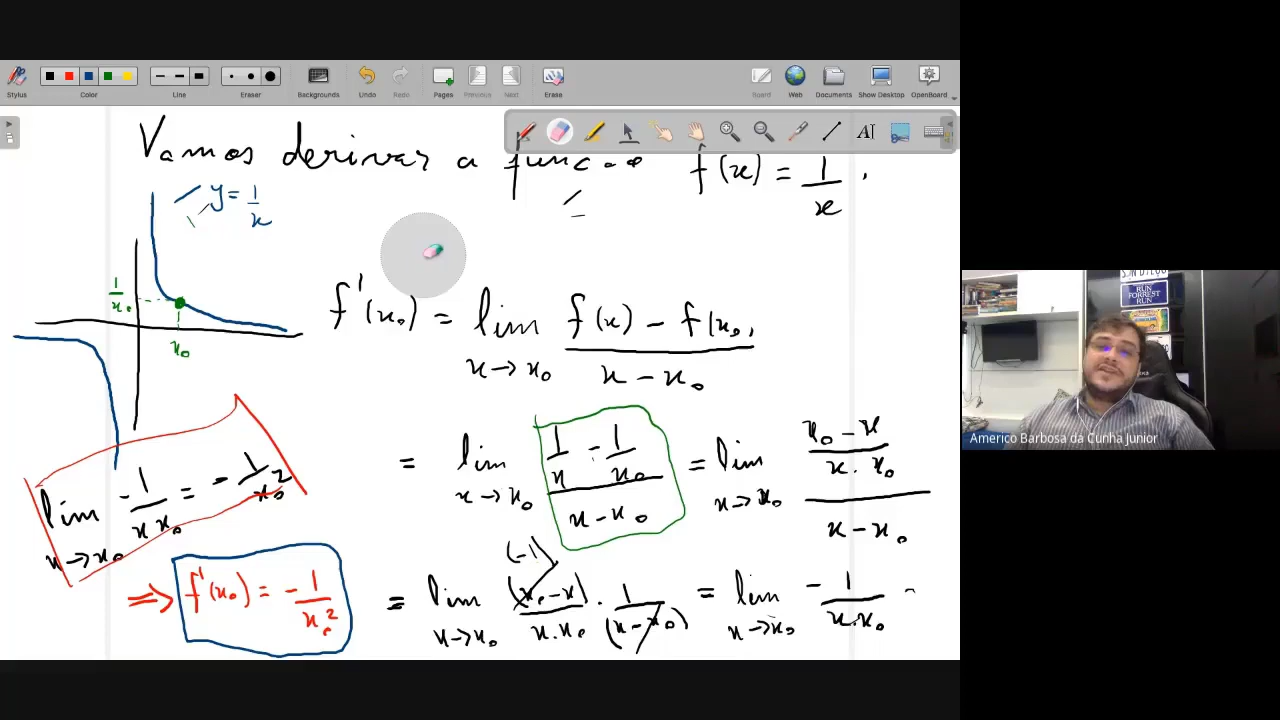 Stylus Color Line Eraser Backgrounds Undo Redo Pages Previous Next Erase Board Web Documents Show Desktop OpenBoard
Vamos derivar a função f(x) = 1/x .
y = 1/x
1/x₀
x₀
f'(x₀) = lim x→x₀ f(x) − f(x₀) / x − x₀
= lim x→x₀ 1/x − 1/x₀ / x − x₀ = lim x→x₀ x₀ − x / x . x₀ / x − x₀
lim x→x₀ −1/x x₀ = −1/x₀²
⇒ f'(x₀) = −1/x₀²
(−1)
= lim x→x₀ (x₀ − x)/x . x₀ . 1/(x − x₀) = lim x→x₀ −1/x . x₀
RUN
FORREST
RUN
Americo Barbosa da Cunha Junior